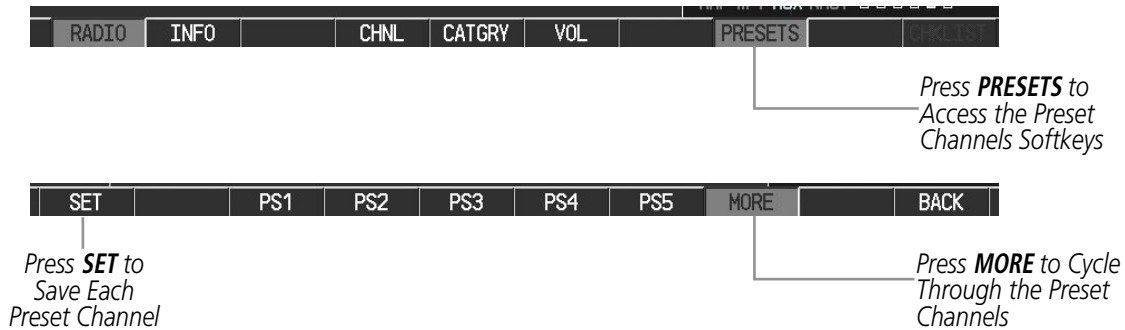 RADIO INFO CHNL CATGRY VOL PRESETS CHKLIST
Press PRESETS to
Access the Preset
Channels Softkeys
SET PS1 PS2 PS3 PS4 PS5 MORE BACK
Press SET to
Save Each
Preset Channel
Press MORE to Cycle
Through the Preset
Channels